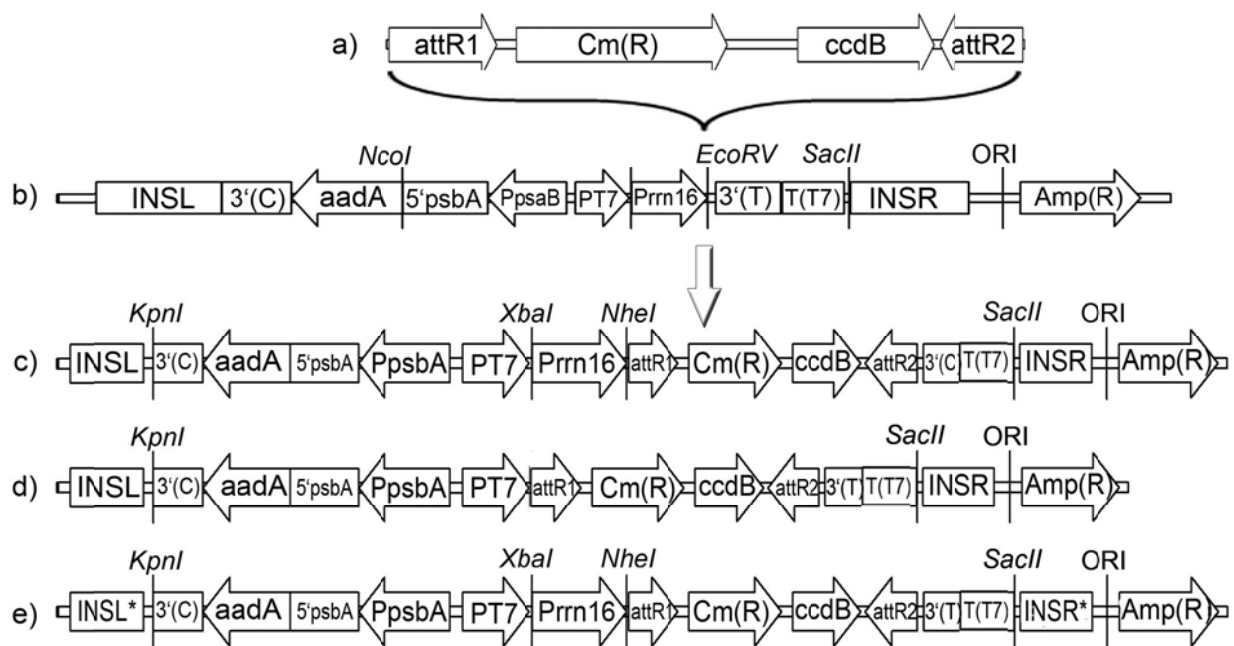 a) attR1 Cm(R) ccdB attR2
NcoI EcoRV SacII ORI
b) INSL 3‘(C) aadA 5‘psbA PpsaB PT7 Prrn16 3‘(T) T(T7) INSR Amp(R)
KpnI XbaI NheI SacII ORI
c) INSL 3‘(C) aadA 5‘psbA PpsbA PT7 Prrn16 attR1 Cm(R) ccdB attR2 3‘(C) T(T7) INSR Amp(R)
KpnI SacII ORI
d) INSL 3‘(C) aadA 5‘psbA PpsbA PT7 attR1 Cm(R) ccdB attR2 3‘(T) T(T7) INSR Amp(R)
KpnI XbaI NheI SacII ORI
e) INSL* 3‘(C) aadA 5‘psbA PpsbA PT7 Prrn16 attR1 Cm(R) ccdB attR2 3‘(T) T(T7) INSR* Amp(R)